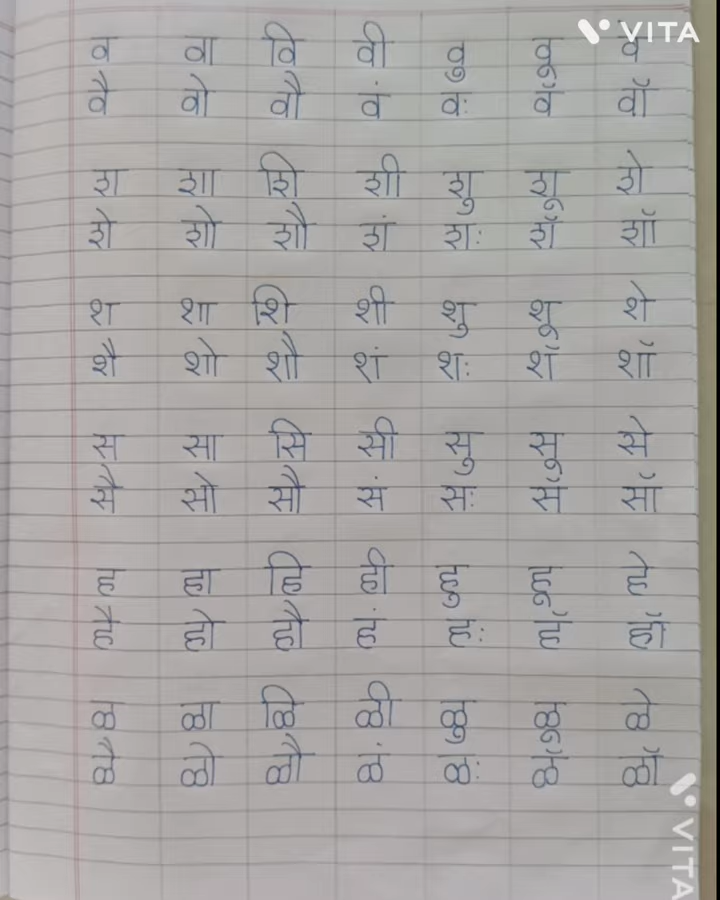 VITA
व वा वि वी वु वू वे
वै वो वौ वं वः वँ वॉ
श शा शि शी शु शू शे
शे शो शौ शं शः शँ शॉ
श शा शि शी शु शू शे
शै शो शौ शं शः शँ शॉ
स सा सि सी सु सू से
सै सो सौ सं सः सँ सॉ
ह हा हि ही हु हू हे
है हो हौ हं हः हँ हॉ
ळ ळा ळि ळी ळु ळू ळे
ळै ळो ळौ ळं ळः ळँ ळॉ
VITA